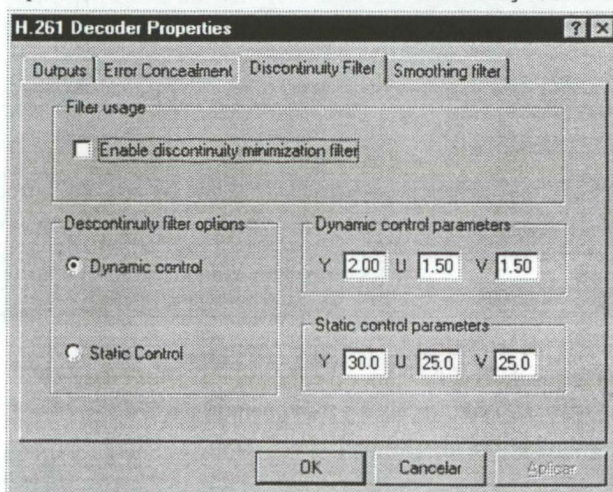 H.261 Decoder Properties
Outputs Error Concealment Discontinuity Filter Smoothing filter
Filter usage
Enable discontinuity minimization filter
Descontinuity filter options
Dynamic control
Static Control
Dynamic control parameters
Y 2.00 U 1.50 V 1.50
Static control parameters
Y 30.0 U 25.0 V 25.0
OK Cancelar Aplicar